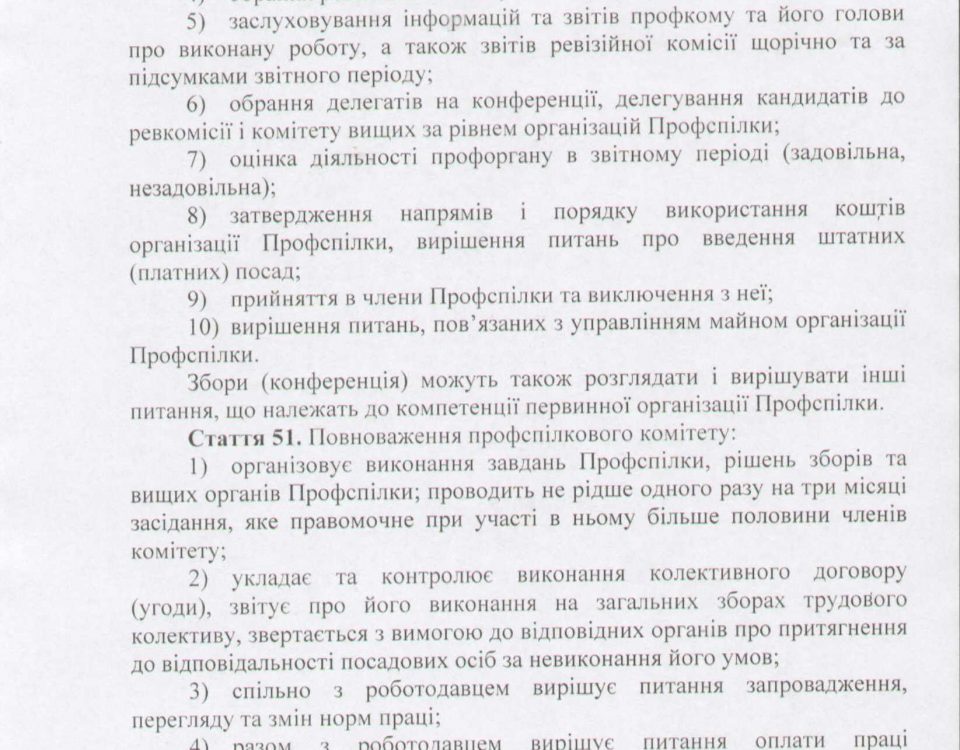 5) заслуховування інформацій та звітів профкому та його голови
про виконану роботу, а також звітів ревізійної комісії щорічно та за
підсумками звітного періоду;
6) обрання делегатів на конференції, делегування кандидатів до
ревкомісії і комітету вищих за рівнем організацій Профспілки;
7) оцінка діяльності профоргану в звітному періоді (задовільна,
незадовільна);
8) затвердження напрямів і порядку використання коштів
організації Профспілки, вирішення питань про введення штатних
(платних) посад;
9) прийняття в члени Профспілки та виключення з неї;
10) вирішення питань, пов’язаних з управлінням майном організації
Профспілки.
Збори (конференція) можуть також розглядати і вирішувати інші
питання, що належать до компетенції первинної організації Профспілки.
Стаття 51. Повноваження профспілкового комітету:
1) організовує виконання завдань Профспілки, рішень зборів та
вищих органів Профспілки; проводить не рідше одного разу на три місяці
засідання, яке правомочне при участі в ньому більше половини членів
комітету;
2) укладає та контролює виконання колективного договору
(угоди), звітує про його виконання на загальних зборах трудового
колективу, звертається з вимогою до відповідних органів про притягнення
до відповідальності посадових осіб за невиконання його умов;
3) спільно з роботодавцем вирішує питання запровадження,
перегляду та змін норм праці;
4) разом з роботодавцем вирішує питання оплати праці